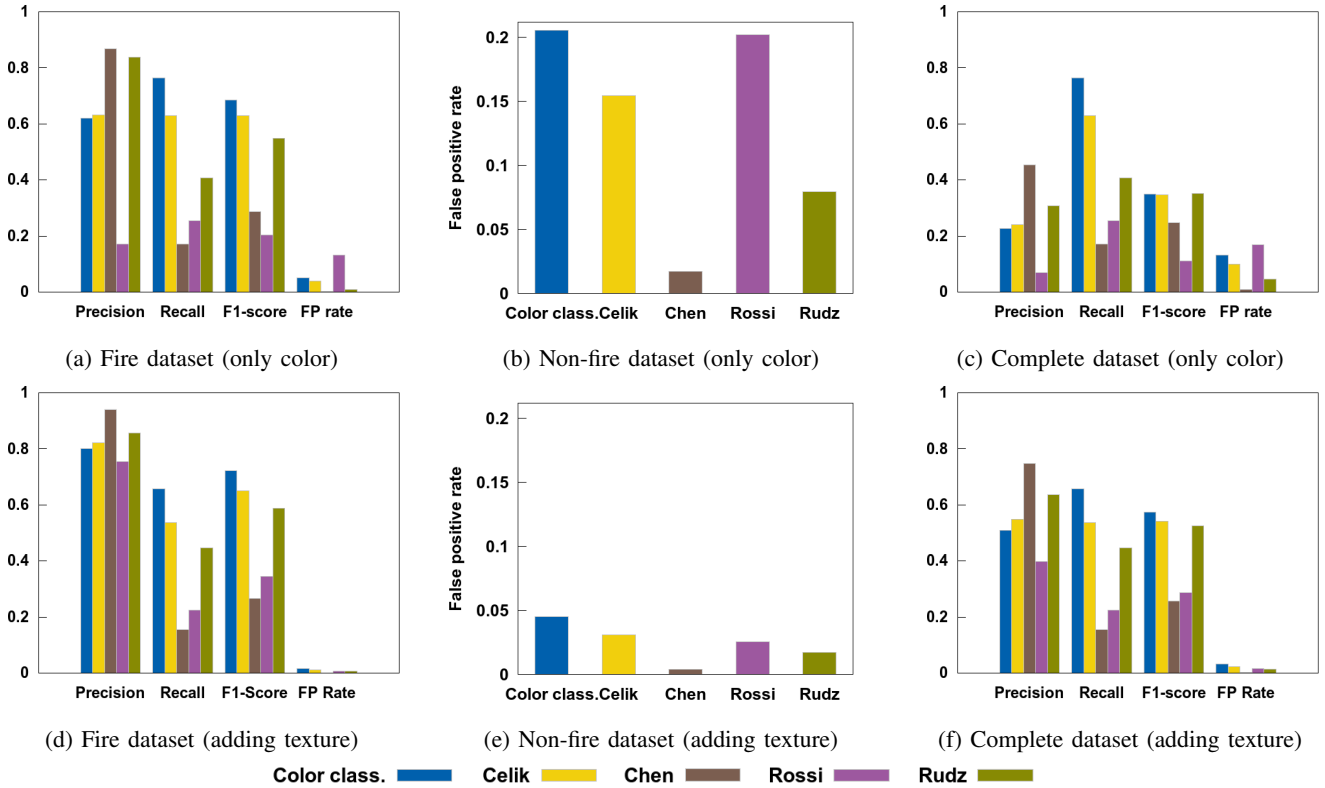 1
0.8
0.6
0.4
0.2
0
Precision Recall F1-score FP rate
(a) Fire dataset (only color)
False positive rate
0.2
0.15
0.1
0.05
0
Color class. Celik Chen Rossi Rudz
(b) Non-fire dataset (only color)
1
0.8
0.6
0.4
0.2
0
Precision Recall F1-score FP rate
(c) Complete dataset (only color)
1
0.8
0.6
0.4
0.2
0
Precision Recall F1-Score FP Rate
(d) Fire dataset (adding texture)
False positive rate
0.2
0.15
0.1
0.05
0
Color class. Celik Chen Rossi Rudz
(e) Non-fire dataset (adding texture)
1
0.8
0.6
0.4
0.2
0
Precision Recall F1-score FP Rate
(f) Complete dataset (adding texture)
Color class. Celik Chen Rossi Rudz